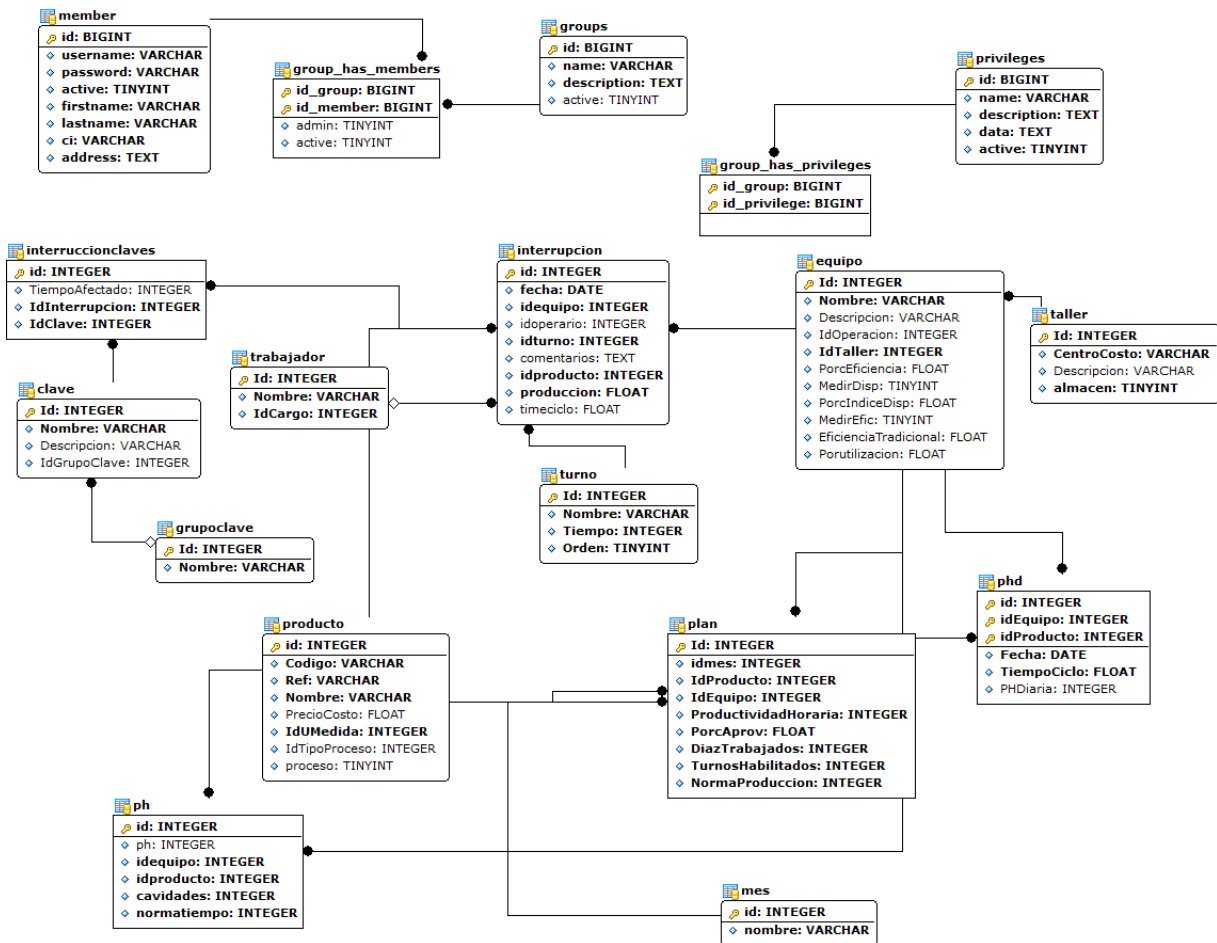 member
id: BIGINT
username: VARCHAR
password: VARCHAR
active: TINYINT
firstname: VARCHAR
lastname: VARCHAR
ci: VARCHAR
address: TEXT
group_has_members
id_group: BIGINT
id_member: BIGINT
admin: TINYINT
active: TINYINT
groups
id: BIGINT
name: VARCHAR
description: TEXT
active: TINYINT
privileges
id: BIGINT
name: VARCHAR
description: TEXT
data: TEXT
active: TINYINT
group_has_privileges
id_group: BIGINT
id_privilege: BIGINT
interruccionclaves
id: INTEGER
TiempoAfectado: INTEGER
IdInterrupcion: INTEGER
IdClave: INTEGER
interrupcion
id: INTEGER
fecha: DATE
idequipo: INTEGER
idoperario: INTEGER
idturno: INTEGER
comentarios: TEXT
idproducto: INTEGER
produccion: FLOAT
timeciclo: FLOAT
equipo
Id: INTEGER
Nombre: VARCHAR
Descripcion: VARCHAR
IdOperacion: INTEGER
IdTaller: INTEGER
PorcEficiencia: FLOAT
MedirDisp: TINYINT
PorcIndiceDisp: FLOAT
MedirEfic: TINYINT
EficienciaTradicional: FLOAT
Porutilizacion: FLOAT
taller
Id: INTEGER
CentroCosto: VARCHAR
Descripcion: VARCHAR
almacen: TINYINT
trabajador
Id: INTEGER
Nombre: VARCHAR
IdCargo: INTEGER
clave
Id: INTEGER
Nombre: VARCHAR
Descripcion: VARCHAR
IdGrupoClave: INTEGER
turno
Id: INTEGER
Nombre: VARCHAR
Tiempo: INTEGER
Orden: TINYINT
grupoclave
Id: INTEGER
Nombre: VARCHAR
phd
id: INTEGER
idEquipo: INTEGER
idProducto: INTEGER
Fecha: DATE
TiempoCiclo: FLOAT
PHDiaria: INTEGER
producto
id: INTEGER
Codigo: VARCHAR
Ref: VARCHAR
Nombre: VARCHAR
PrecioCosto: FLOAT
IdUMedida: INTEGER
IdTipoProceso: INTEGER
proceso: TINYINT
plan
Id: INTEGER
idmes: INTEGER
IdProducto: INTEGER
IdEquipo: INTEGER
ProductividadHoraria: INTEGER
PorcAprov: FLOAT
DiazTrabajados: INTEGER
TurnosHabilitados: INTEGER
NormaProduccion: INTEGER
ph
id: INTEGER
ph: INTEGER
idequipo: INTEGER
idproducto: INTEGER
cavidades: INTEGER
normatiempo: INTEGER
mes
id: INTEGER
nombre: VARCHAR